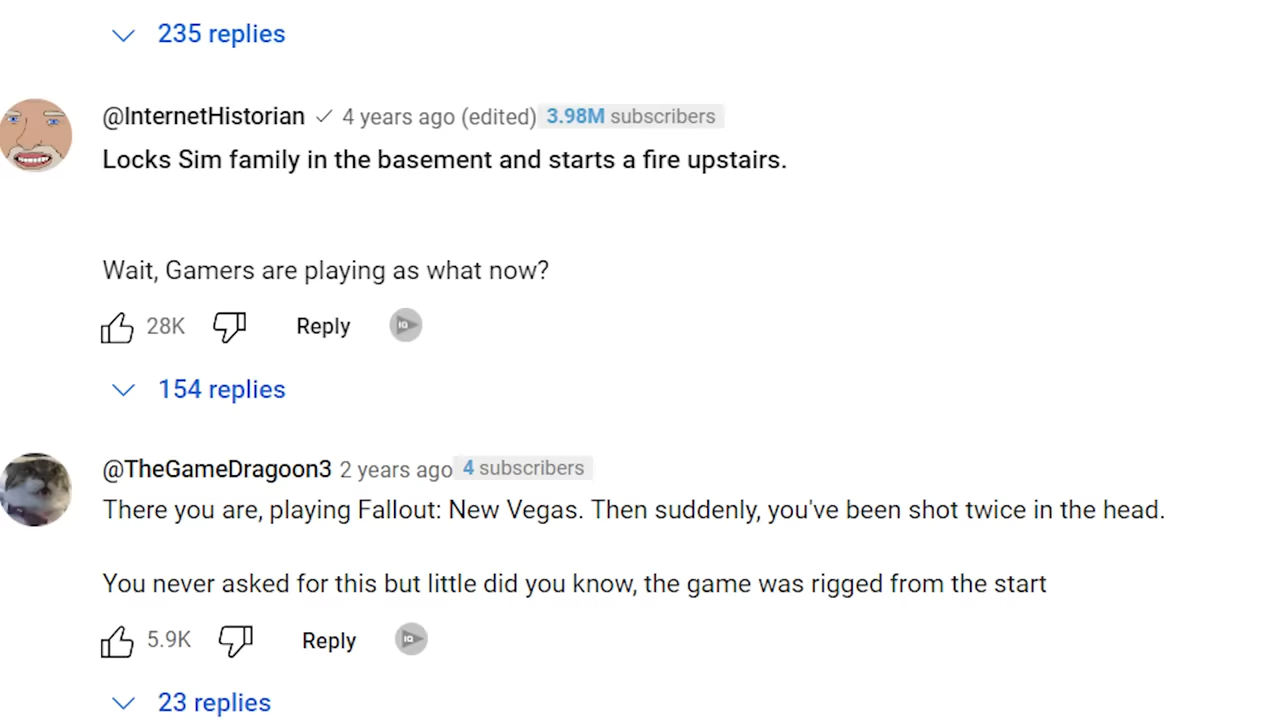 235 replies
@InternetHistorian 4 years ago (edited) 3.98M subscribers
Locks Sim family in the basement and starts a fire upstairs.
Wait, Gamers are playing as what now?
28K Reply IQ
154 replies
@TheGameDragoon3 2 years ago 4 subscribers
There you are, playing Fallout: New Vegas. Then suddenly, you've been shot twice in the head.
You never asked for this but little did you know, the game was rigged from the start
5.9K Reply IQ
23 replies